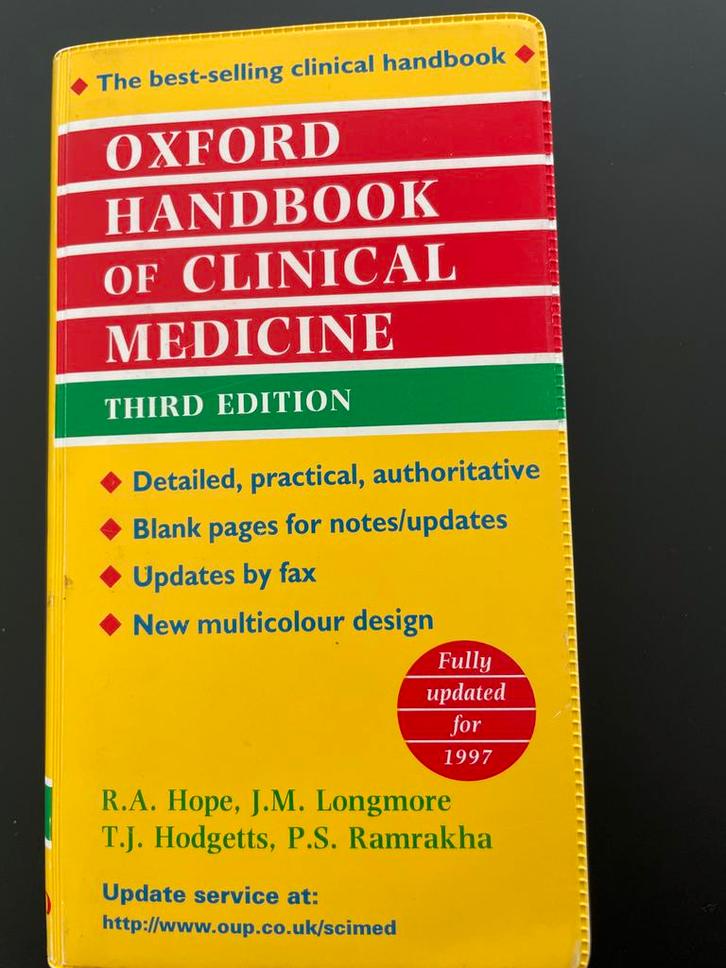 The best-selling clinical handbook
OXFORD
HANDBOOK
OF CLINICAL
MEDICINE
THIRD EDITION
Detailed, practical, authoritative
Blank pages for notes/updates
Updates by fax
New multicolour design
Fully
updated
for
1997
R.A. Hope, J.M. Longmore
T.J. Hodgetts, P.S. Ramrakha
Update service at:
http://www.oup.co.uk/scimed